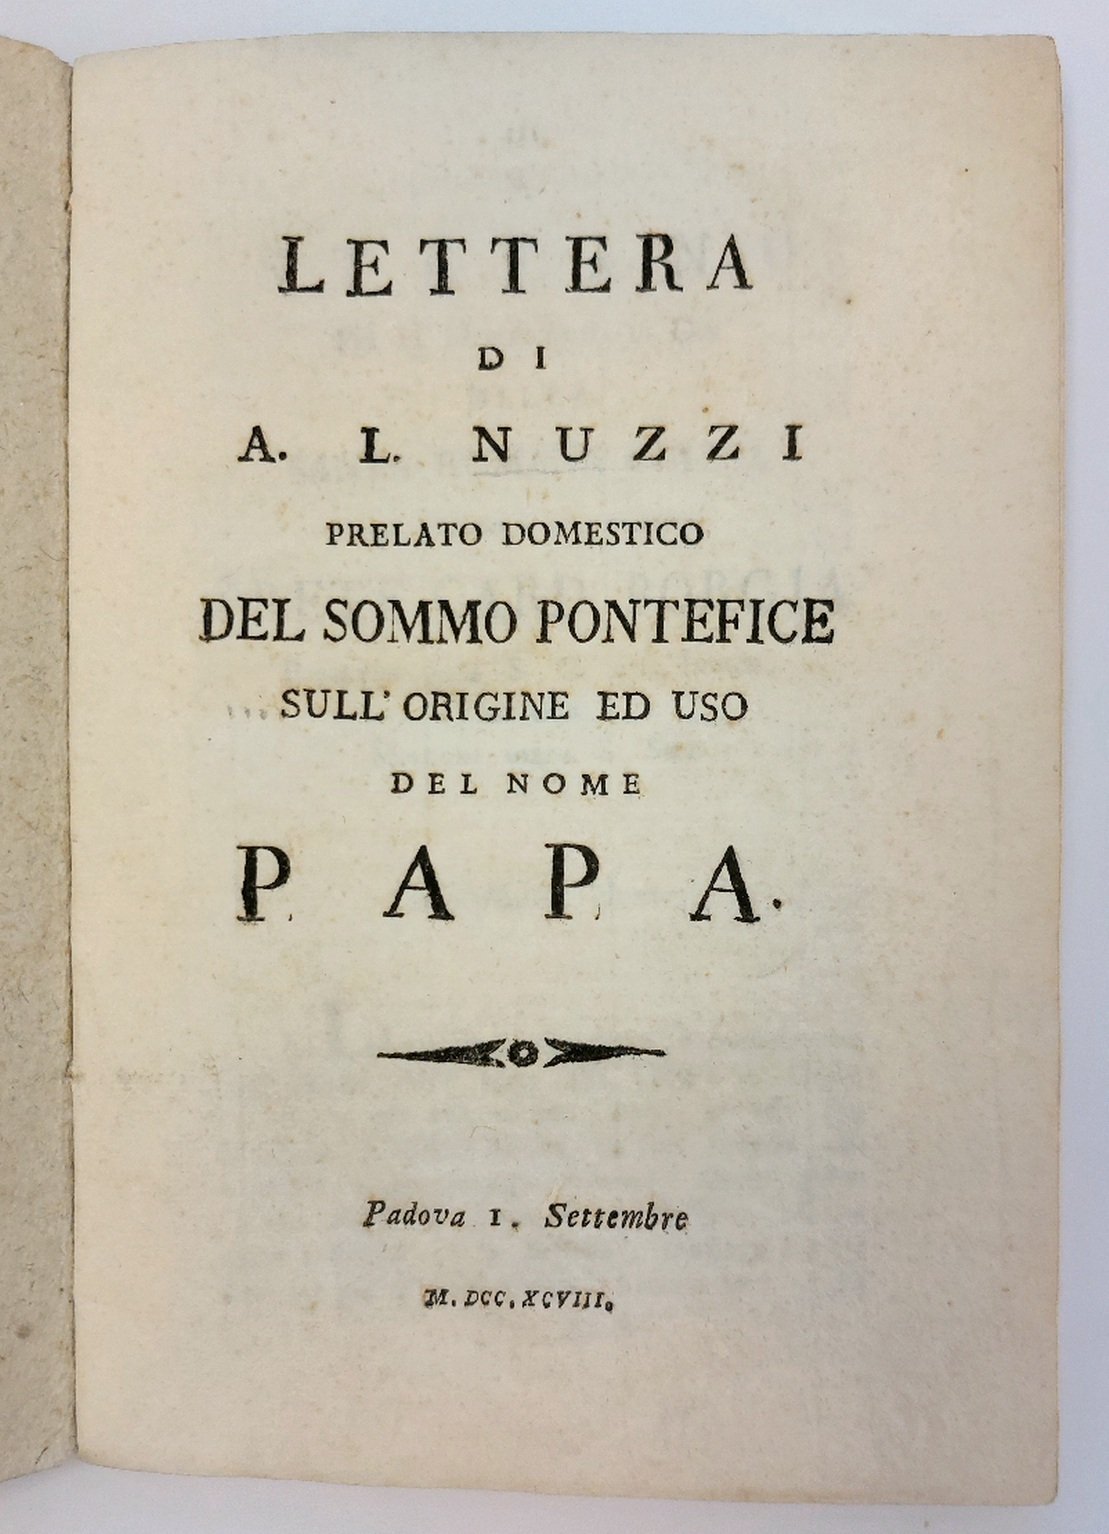 LETTERA
DI
A. L. NUZZI
PRELATO DOMESTICO
DEL SOMMO PONTEFICE
SULL' ORIGINE ED USO
DEL NOME
PAPA.
Padova 1. Settembre
M. DCC. XCVIII.